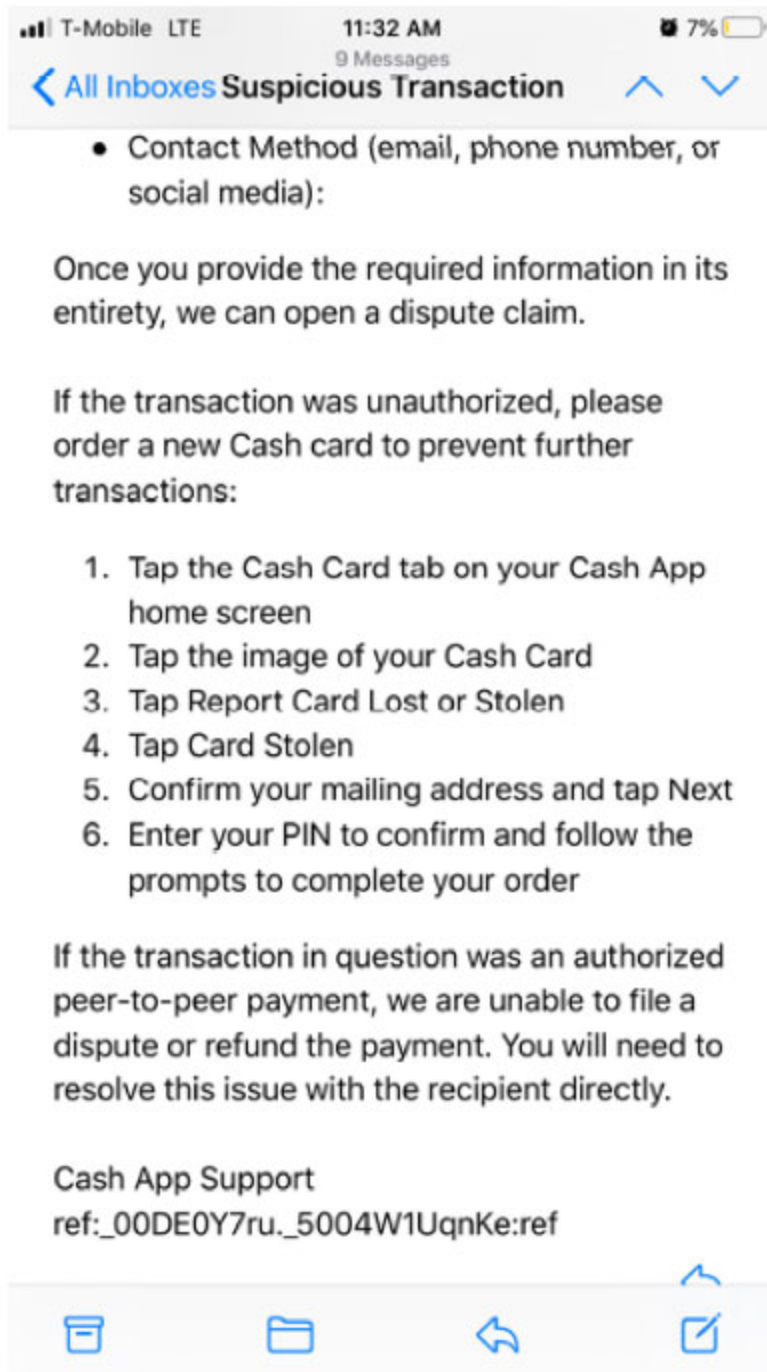 T-Mobile LTE 11:32 AM 7%
9 Messages
All Inboxes Suspicious Transaction
• Contact Method (email, phone number, or
social media):
Once you provide the required information in its
entirety, we can open a dispute claim.
If the transaction was unauthorized, please
order a new Cash card to prevent further
transactions:
1. Tap the Cash Card tab on your Cash App
home screen
2. Tap the image of your Cash Card
3. Tap Report Card Lost or Stolen
4. Tap Card Stolen
5. Confirm your mailing address and tap Next
6. Enter your PIN to confirm and follow the
prompts to complete your order
If the transaction in question was an authorized
peer-to-peer payment, we are unable to file a
dispute or refund the payment. You will need to
resolve this issue with the recipient directly.
Cash App Support
ref:_00DE0Y7ru._5004W1UqnKe:ref